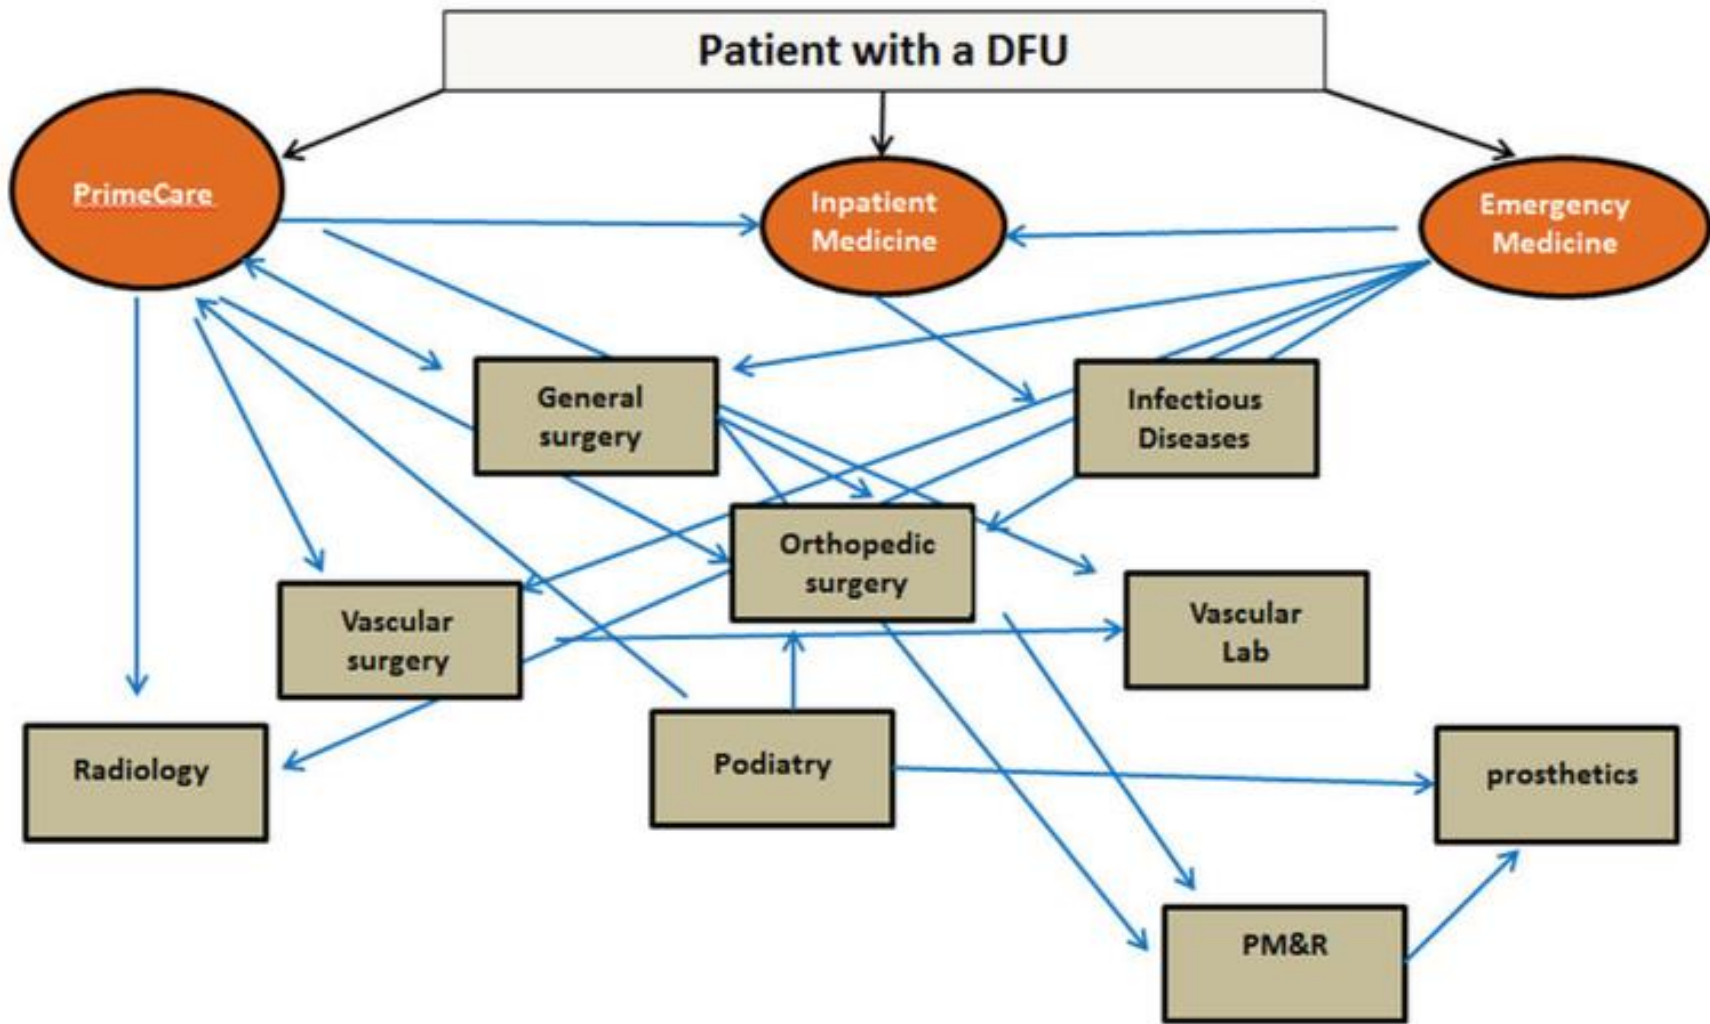 Patient with a DFU
PrimeCare
Inpatient
Medicine
Emergency
Medicine
General
surgery
Infectious
Diseases
Orthopedic
surgery
Vascular
surgery
Vascular
Lab
Radiology
Podiatry
prosthetics
PM&R